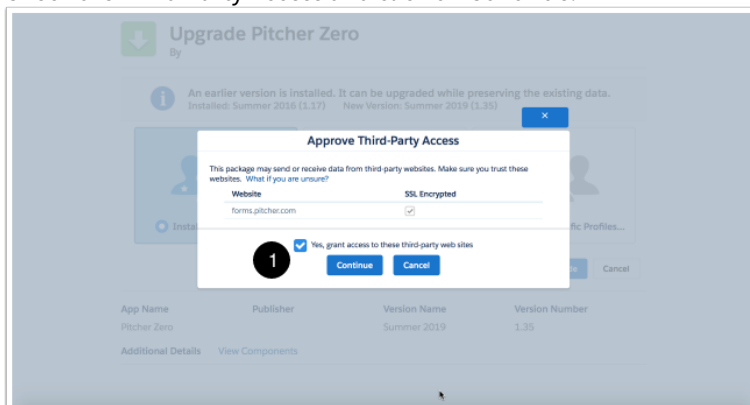 Upgrade Pitcher Zero
By
An earlier version is installed. It can be upgraded while preserving the existing data.
Installed: Summer 2016 (1.17) New Version: Summer 2019 (1.35)
×
Approve Third-Party Access
This package may send or receive data from third-party websites. Make sure you trust these
websites. What if you are unsure?
Website SSL Encrypted
forms.pitcher.com
Instal
fic Profiles...
Yes, grant access to these third-party web sites
1
Continue Cancel
Cancel
App Name Publisher Version Name Version Number
Pitcher Zero Summer 2019 1.35
Additional Details View Components